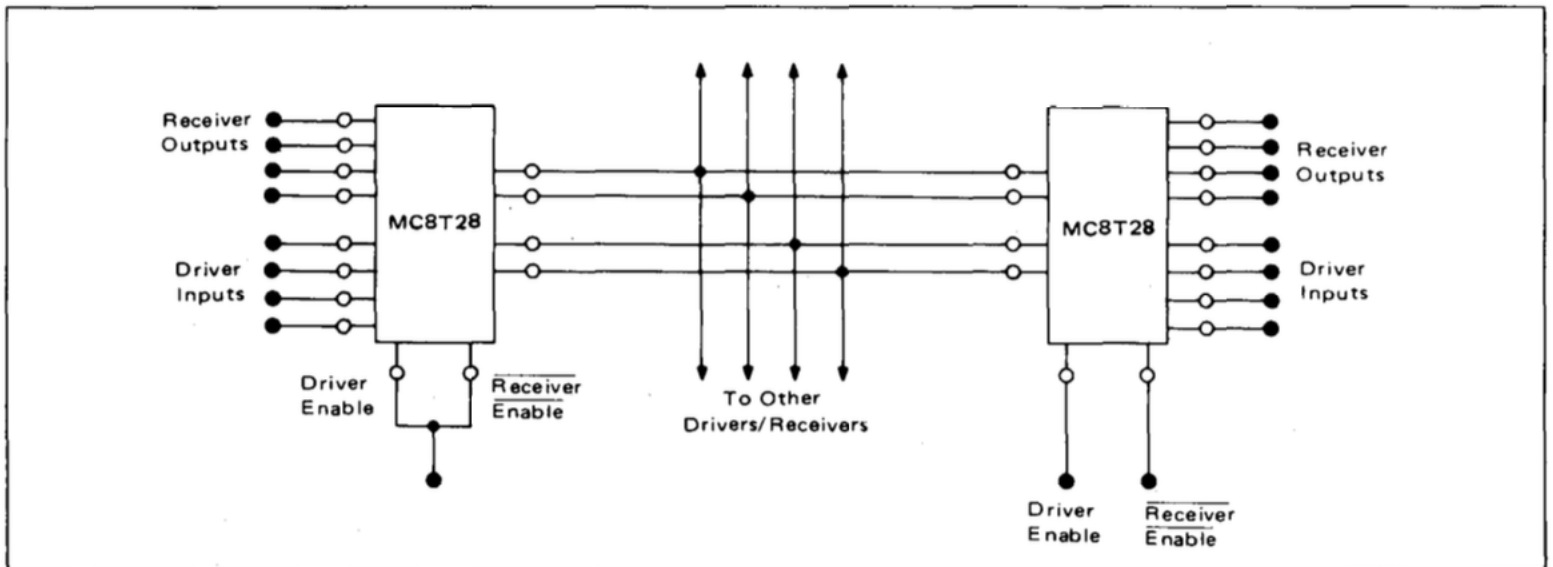 Receiver
Outputs
MC8T28
Driver
Inputs
Driver
Enable
Receiver
Enable
To Other
Drivers/Receivers
MC8T28
Receiver
Outputs
Driver
Inputs
Driver
Enable
Receiver
Enable